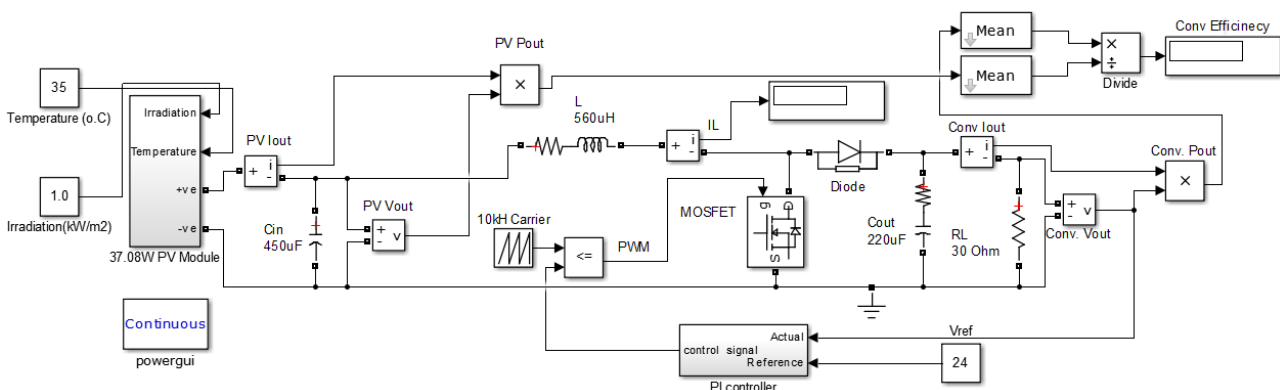 35
Temperature (o.C)
1.0
Irradiation(kW/m2)
Irradiation
Temperature
+ve
-ve
37.08W PV Module
Continuous
powergui
PV Iout
+
-
i
Cin
450uF
PV Vout
+
-
v
PV Pout
×
L
560uH
IL
+
-
i
10kH Carrier
<=
PWM
MOSFET
g
D
S
Diode
Cout
220uF
Conv Iout
+
-
i
RL
30 Ohm
+
-
v
Conv. Vout
Conv. Pout
×
Mean
Mean
×
÷
Divide
Conv Efficinecy
Actual
control signal
Reference
PI controller
Vref
24